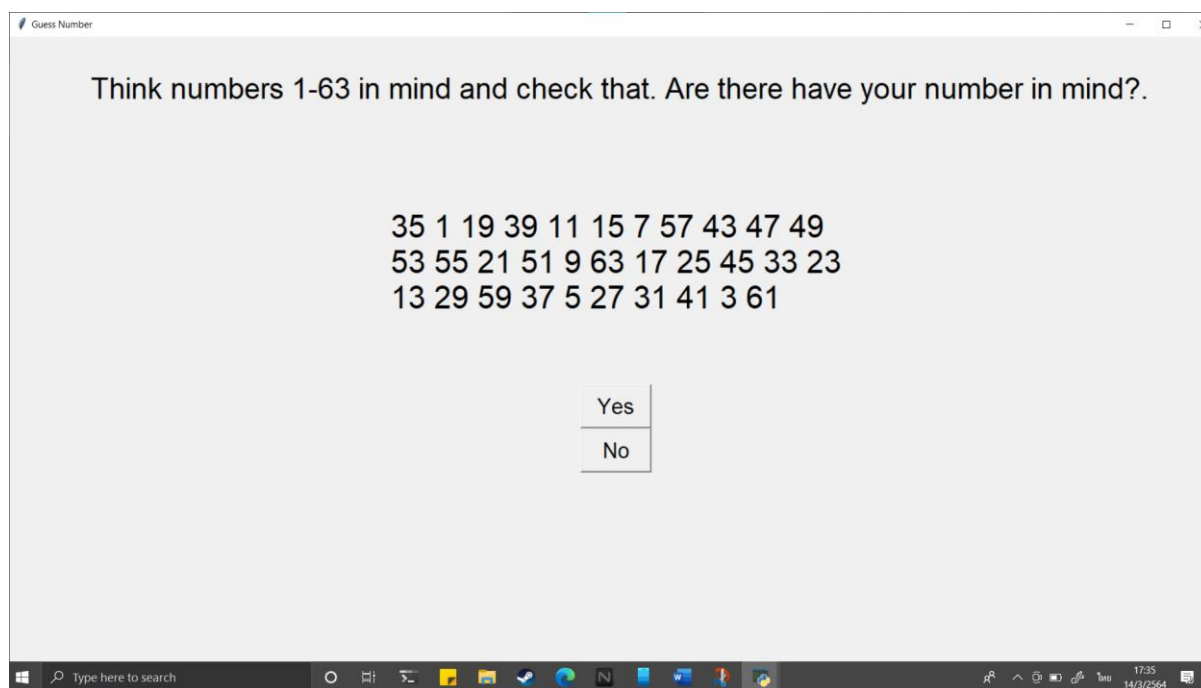 Guess Number
Think numbers 1-63 in mind and check that. Are there have your number in mind?.
35 1 19 39 11 15 7 57 43 47 49
53 55 21 51 9 63 17 25 45 33 23
13 29 59 37 5 27 31 41 3 61
Yes
No
Type here to search
ไทย
17:35
14/3/2564